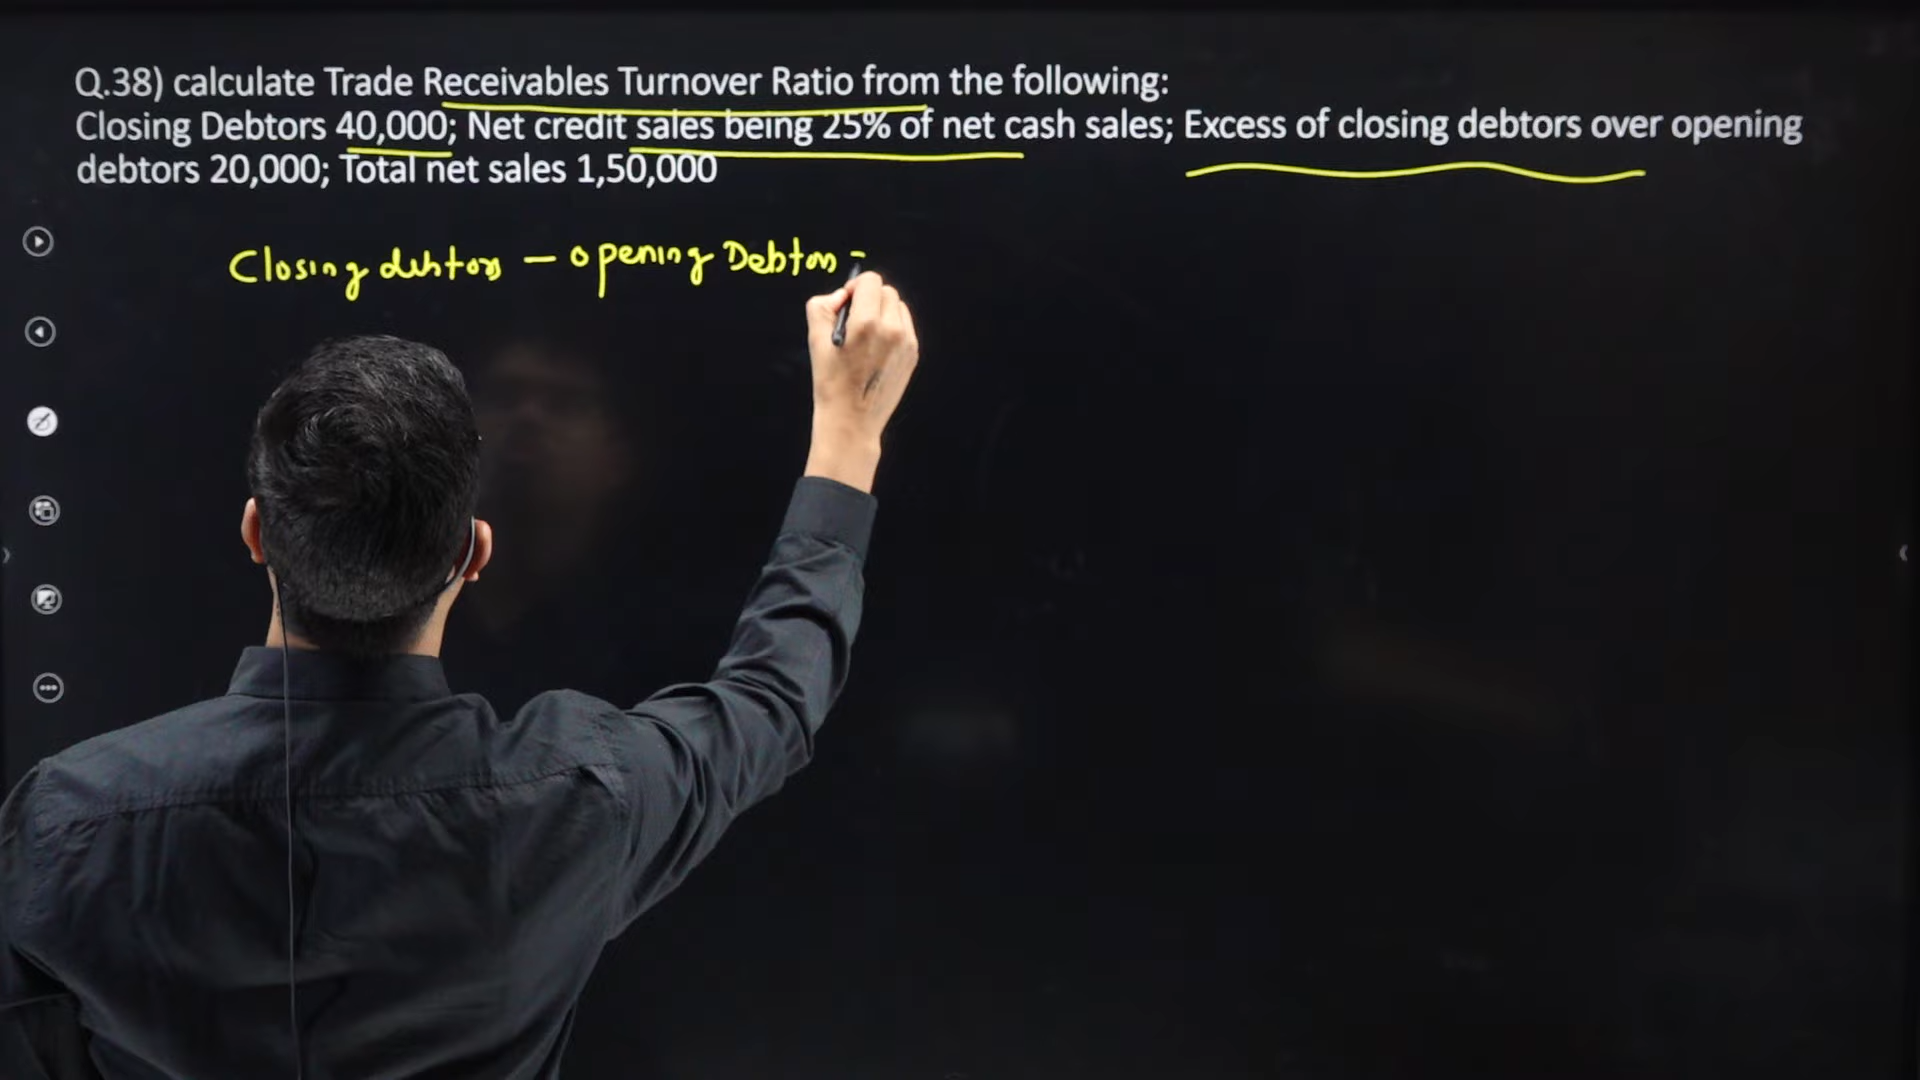 Q.38) calculate Trade Receivables Turnover Ratio from the following:
Closing Debtors 40,000; Net credit sales being 25% of net cash sales; Excess of closing debtors over opening
debtors 20,000; Total net sales 1,50,000
Closing debtors – opening Debtors =